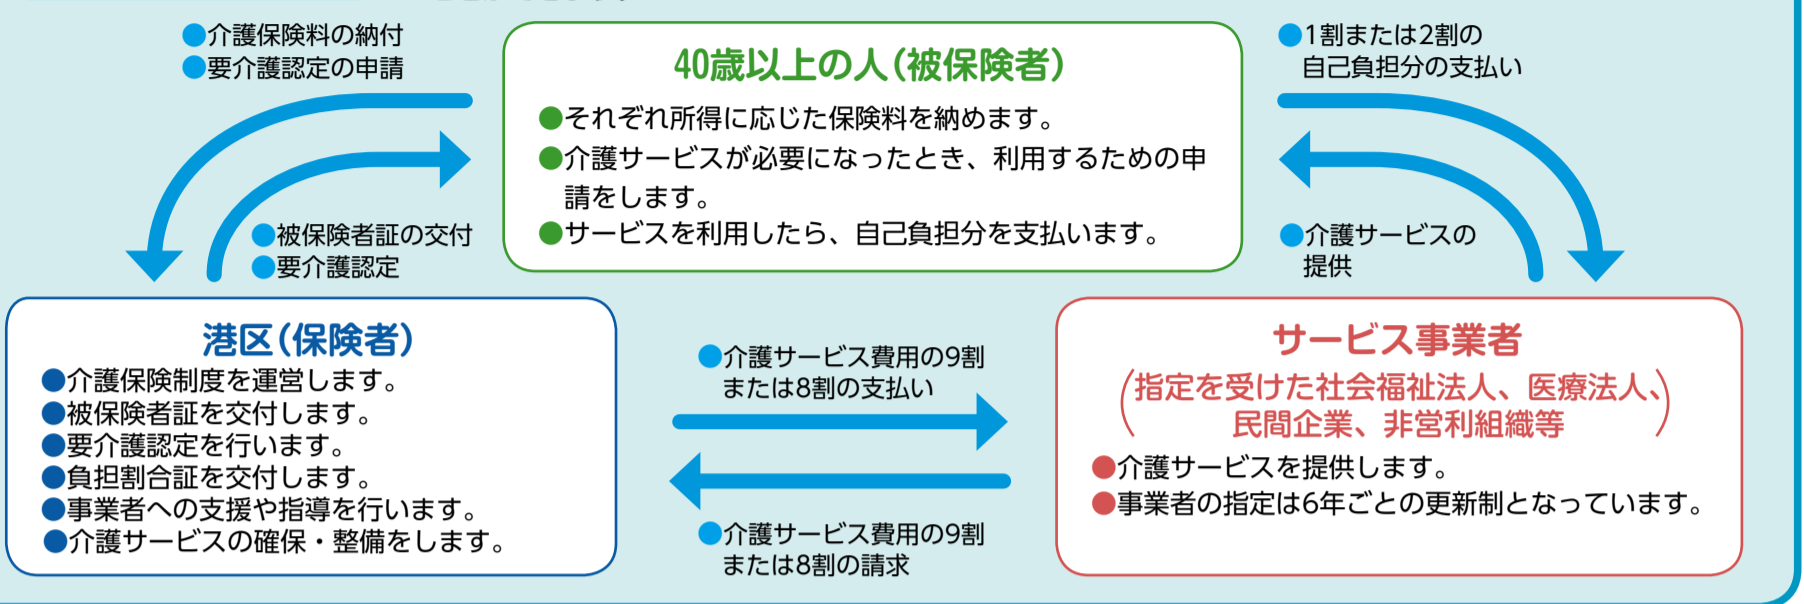 ●介護保険料の納付
●要介護認定の申請
40歳以上の人(被保険者)
●それぞれ所得に応じた保険料を納めます。
●介護サービスが必要になったとき、利用するための申
請をします。
●サービスを利用したら、自己負担分を支払います。
●1割または2割の
自己負担分の支払い
●被保険者証の交付
●要介護認定
●介護サービスの
提供
港区(保険者)
●介護保険制度を運営します。
●被保険者証を交付します。
●要介護認定を行います。
●負担割合証を交付します。
●事業者への支援や指導を行います。
●介護サービスの確保・整備をします。
●介護サービス費用の9割
または8割の支払い
●介護サービス費用の9割
または8割の請求
サービス事業者
(指定を受けた社会福祉法人、医療法人、
民間企業、非営利組織等)
●介護サービスを提供します。
●事業者の指定は6年ごとの更新制となっています。